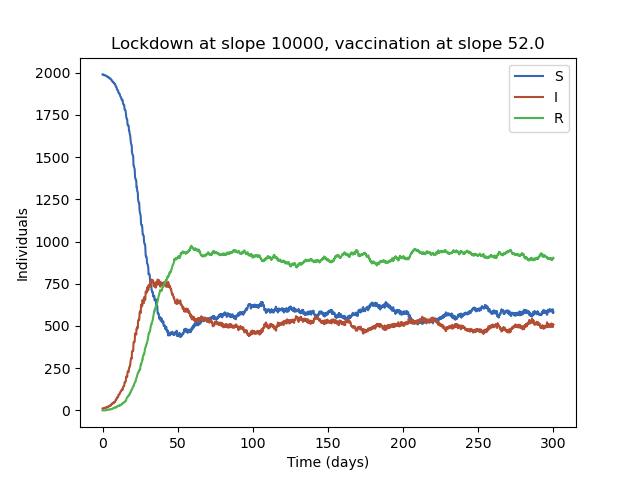 Lockdown at slope 10000, vaccination at slope 52.0
S
I
R
2000
1750
1500
1250
1000
750
500
250
0
Individuals
0 50 100 150 200 250 300
Time (days)